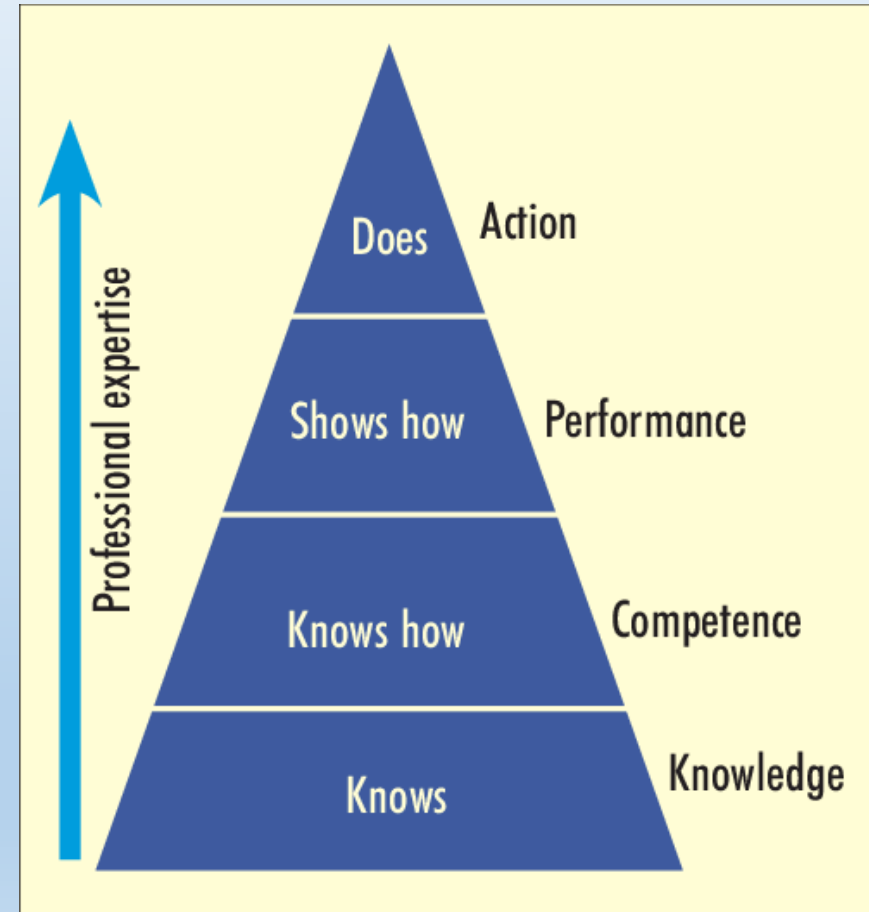 Does
Action
Shows how
Performance
Knows how
Competence
Knows
Knowledge
Professional expertise